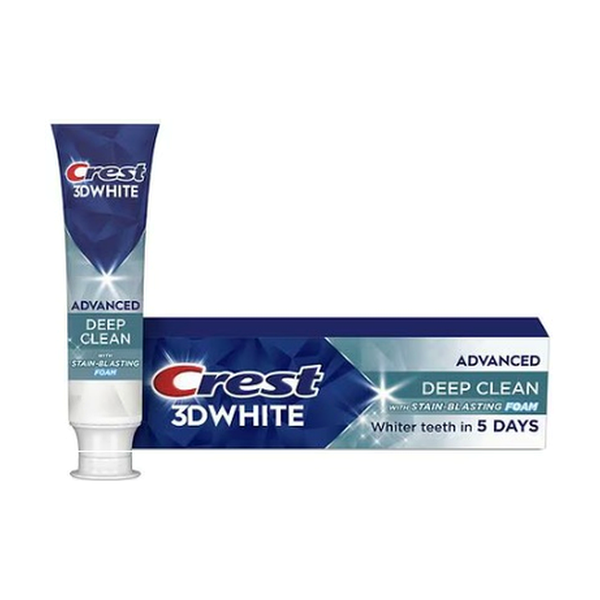 Crest
3DWHITE
ADVANCED
DEEP
CLEAN
WITH
STAIN-BLASTING
FOAM
Crest
3DWHITE
ADVANCED
DEEP CLEAN
WITH STAIN-BLASTING FOAM
Whiter teeth in 5 DAYS